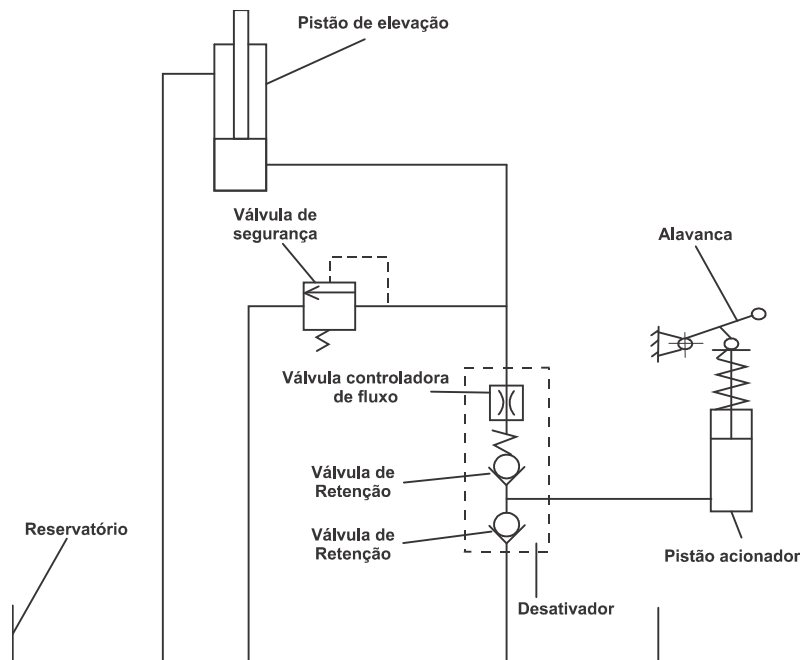 Pistão de elevação
Válvula de
segurança
Alavanca
Válvula controladora
de fluxo
Válvula de
Retenção
Reservatório
Válvula de
Retenção
Pistão acionador
Desativador